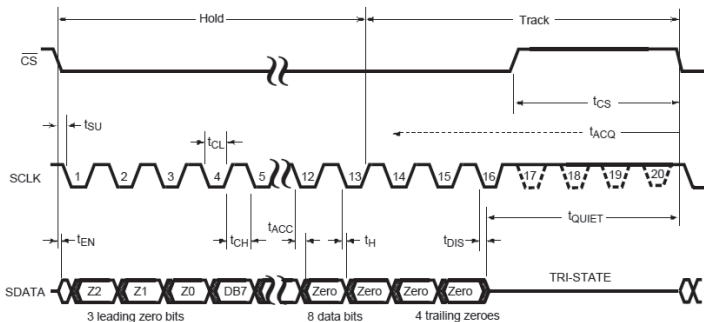 Hold Track
CS
tCS
tSU tCL tACQ
SCLK 1 2 3 4 5 12 13 14 15 16 17 18 19 20
tEN tCH tACC tH tDIS tQUIET
SDATA Z2 Z1 Z0 DB7 Zero Zero Zero Zero TRI-STATE
3 leading zero bits 8 data bits 4 trailing zeroes